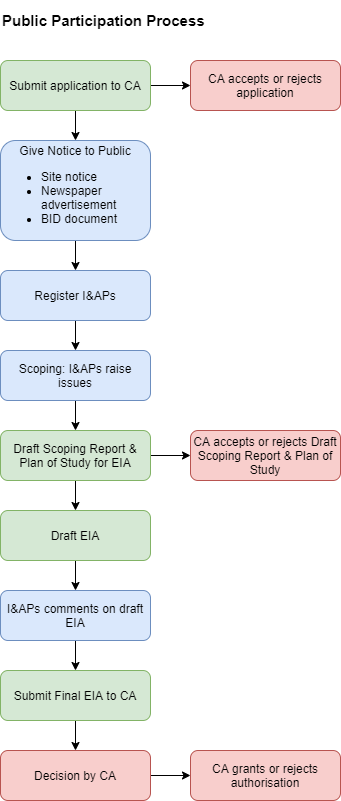 Public Participation Process
Submit application to CA
CA accepts or rejects
application
Give Notice to Public
• Site notice
• Newspaper
advertisement
• BID document
Register I&APs
Scoping: I&APs raise
issues
Draft Scoping Report &
Plan of Study for EIA
CA accepts or rejects Draft
Scoping Report & Plan of
Study
Draft EIA
I&APs comments on draft
EIA
Submit Final EIA to CA
Decision by CA
CA grants or rejects
authorisation